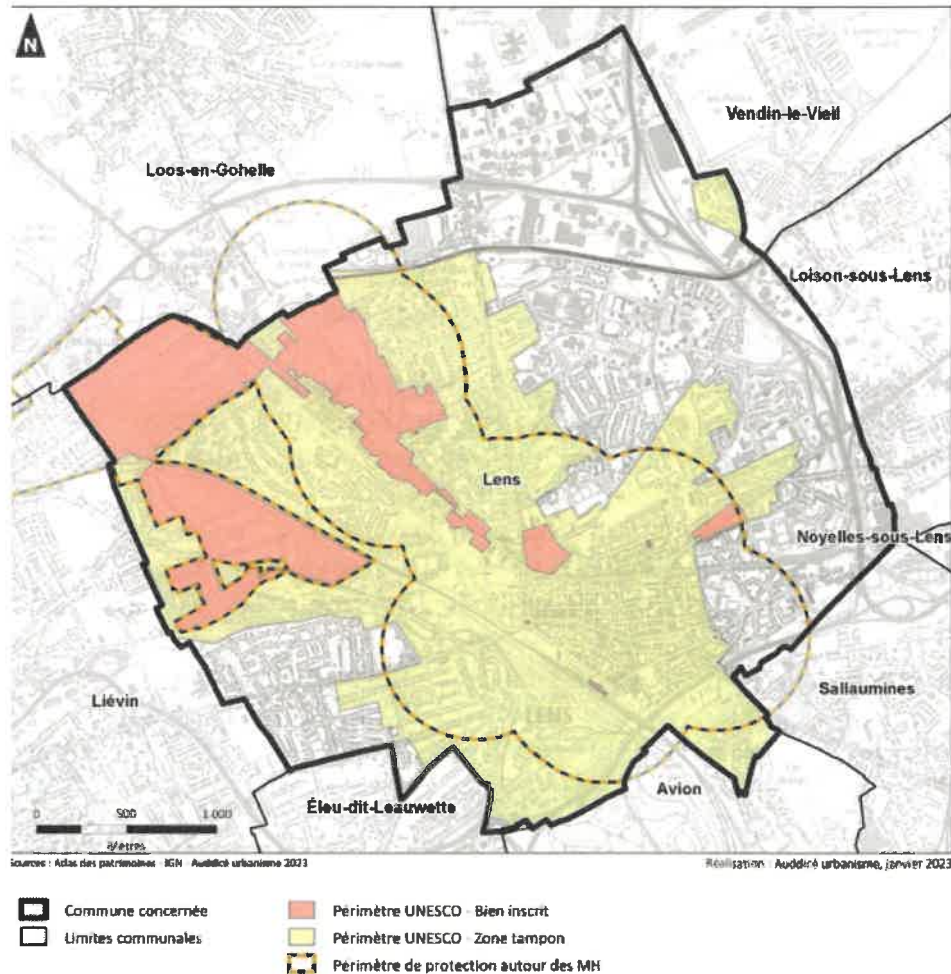 N
Vendin-le-Vieil
Loos-en-Gohelle
Loison-sous-Lens
Lens
Noyelles-sous-Lens
Liévin
Sallaumines
LENS
Avion
Éleu-dit-Leauwette
0 500 1 000
Mètres
Sources : Atlas des patrimoines - IGN - Auddicé urbanisme 2023
Réalisation : Auddicé urbanisme, janvier 2023
Commune concernée
Limites communales
Périmètre UNESCO - Bien inscrit
Périmètre UNESCO - Zone tampon
Périmètre de protection autour des MH